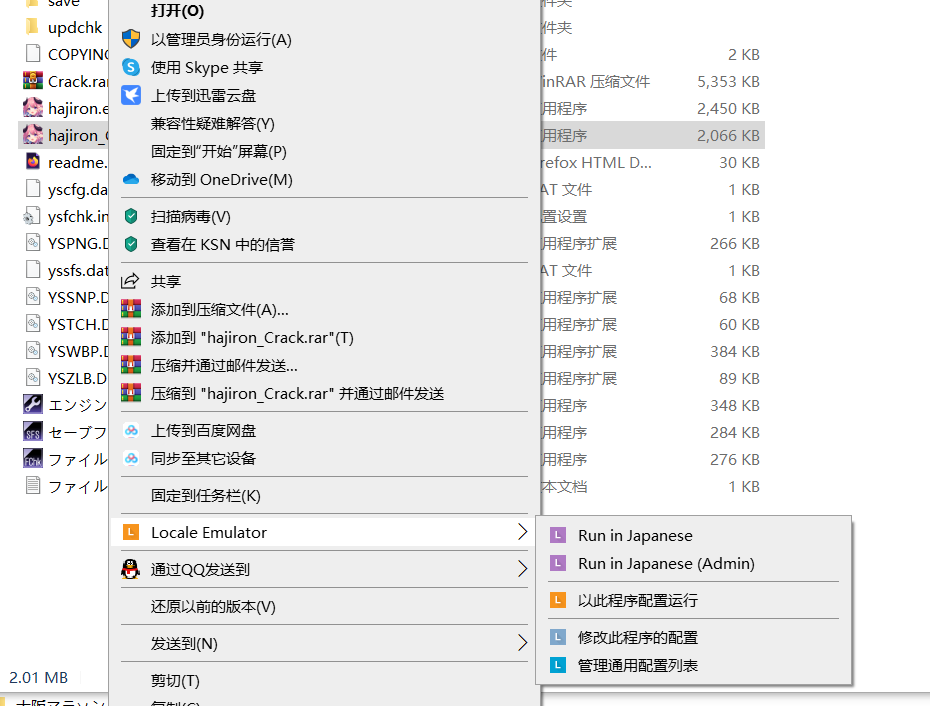 save
updchk
COPYING
Crack.rar
hajiron.e
hajiron_C
readme.
yscfg.da
ysfchk.in
YSPNG.D
yssfs.dat
YSSNP.D
YSTCH.D
YSWBP.D
YSZLB.D
エンジン
セーブフ
ファイル
ファイル
2.01 MB
大阪マラソン
打开(O)
以管理员身份运行(A)
使用 Skype 共享
上传到迅雷云盘
兼容性疑难解答(Y)
固定到"开始"屏幕(P)
移动到 OneDrive(M)
扫描病毒(V)
查看在 KSN 中的信誉
共享
添加到压缩文件(A)...
添加到 "hajiron_Crack.rar"(T)
压缩并通过邮件发送...
压缩到 "hajiron_Crack.rar" 并通过邮件发送
上传到百度网盘
同步至其它设备
固定到任务栏(K)
Locale Emulator
通过QQ发送到
还原以前的版本(V)
发送到(N)
剪切(T)
复制(C)
Run in Japanese
Run in Japanese (Admin)
以此程序配置运行
修改此程序的配置
管理通用配置列表
件夹
件夹
件 2 KB
inRAR 压缩文件 5,353 KB
用程序 2,450 KB
用程序 2,066 KB
refox HTML D... 30 KB
AT 文件 1 KB
置设置 1 KB
用程序扩展 266 KB
AT 文件 1 KB
用程序扩展 68 KB
用程序扩展 60 KB
用程序扩展 384 KB
用程序扩展 89 KB
用程序 348 KB
用程序 284 KB
用程序 276 KB
本文档 1 KB